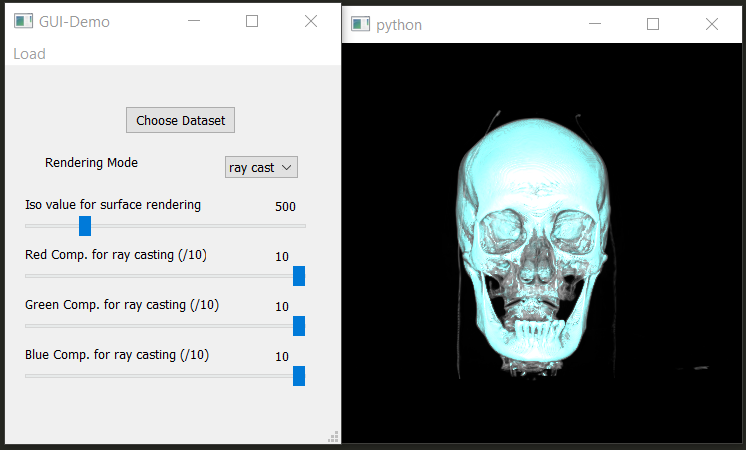 GUI-Demo
python
Load
Choose Dataset
Rendering Mode
ray cast
Iso value for surface rendering 500
Red Comp. for ray casting (/10) 10
Green Comp. for ray casting (/10) 10
Blue Comp. for ray casting (/10) 10